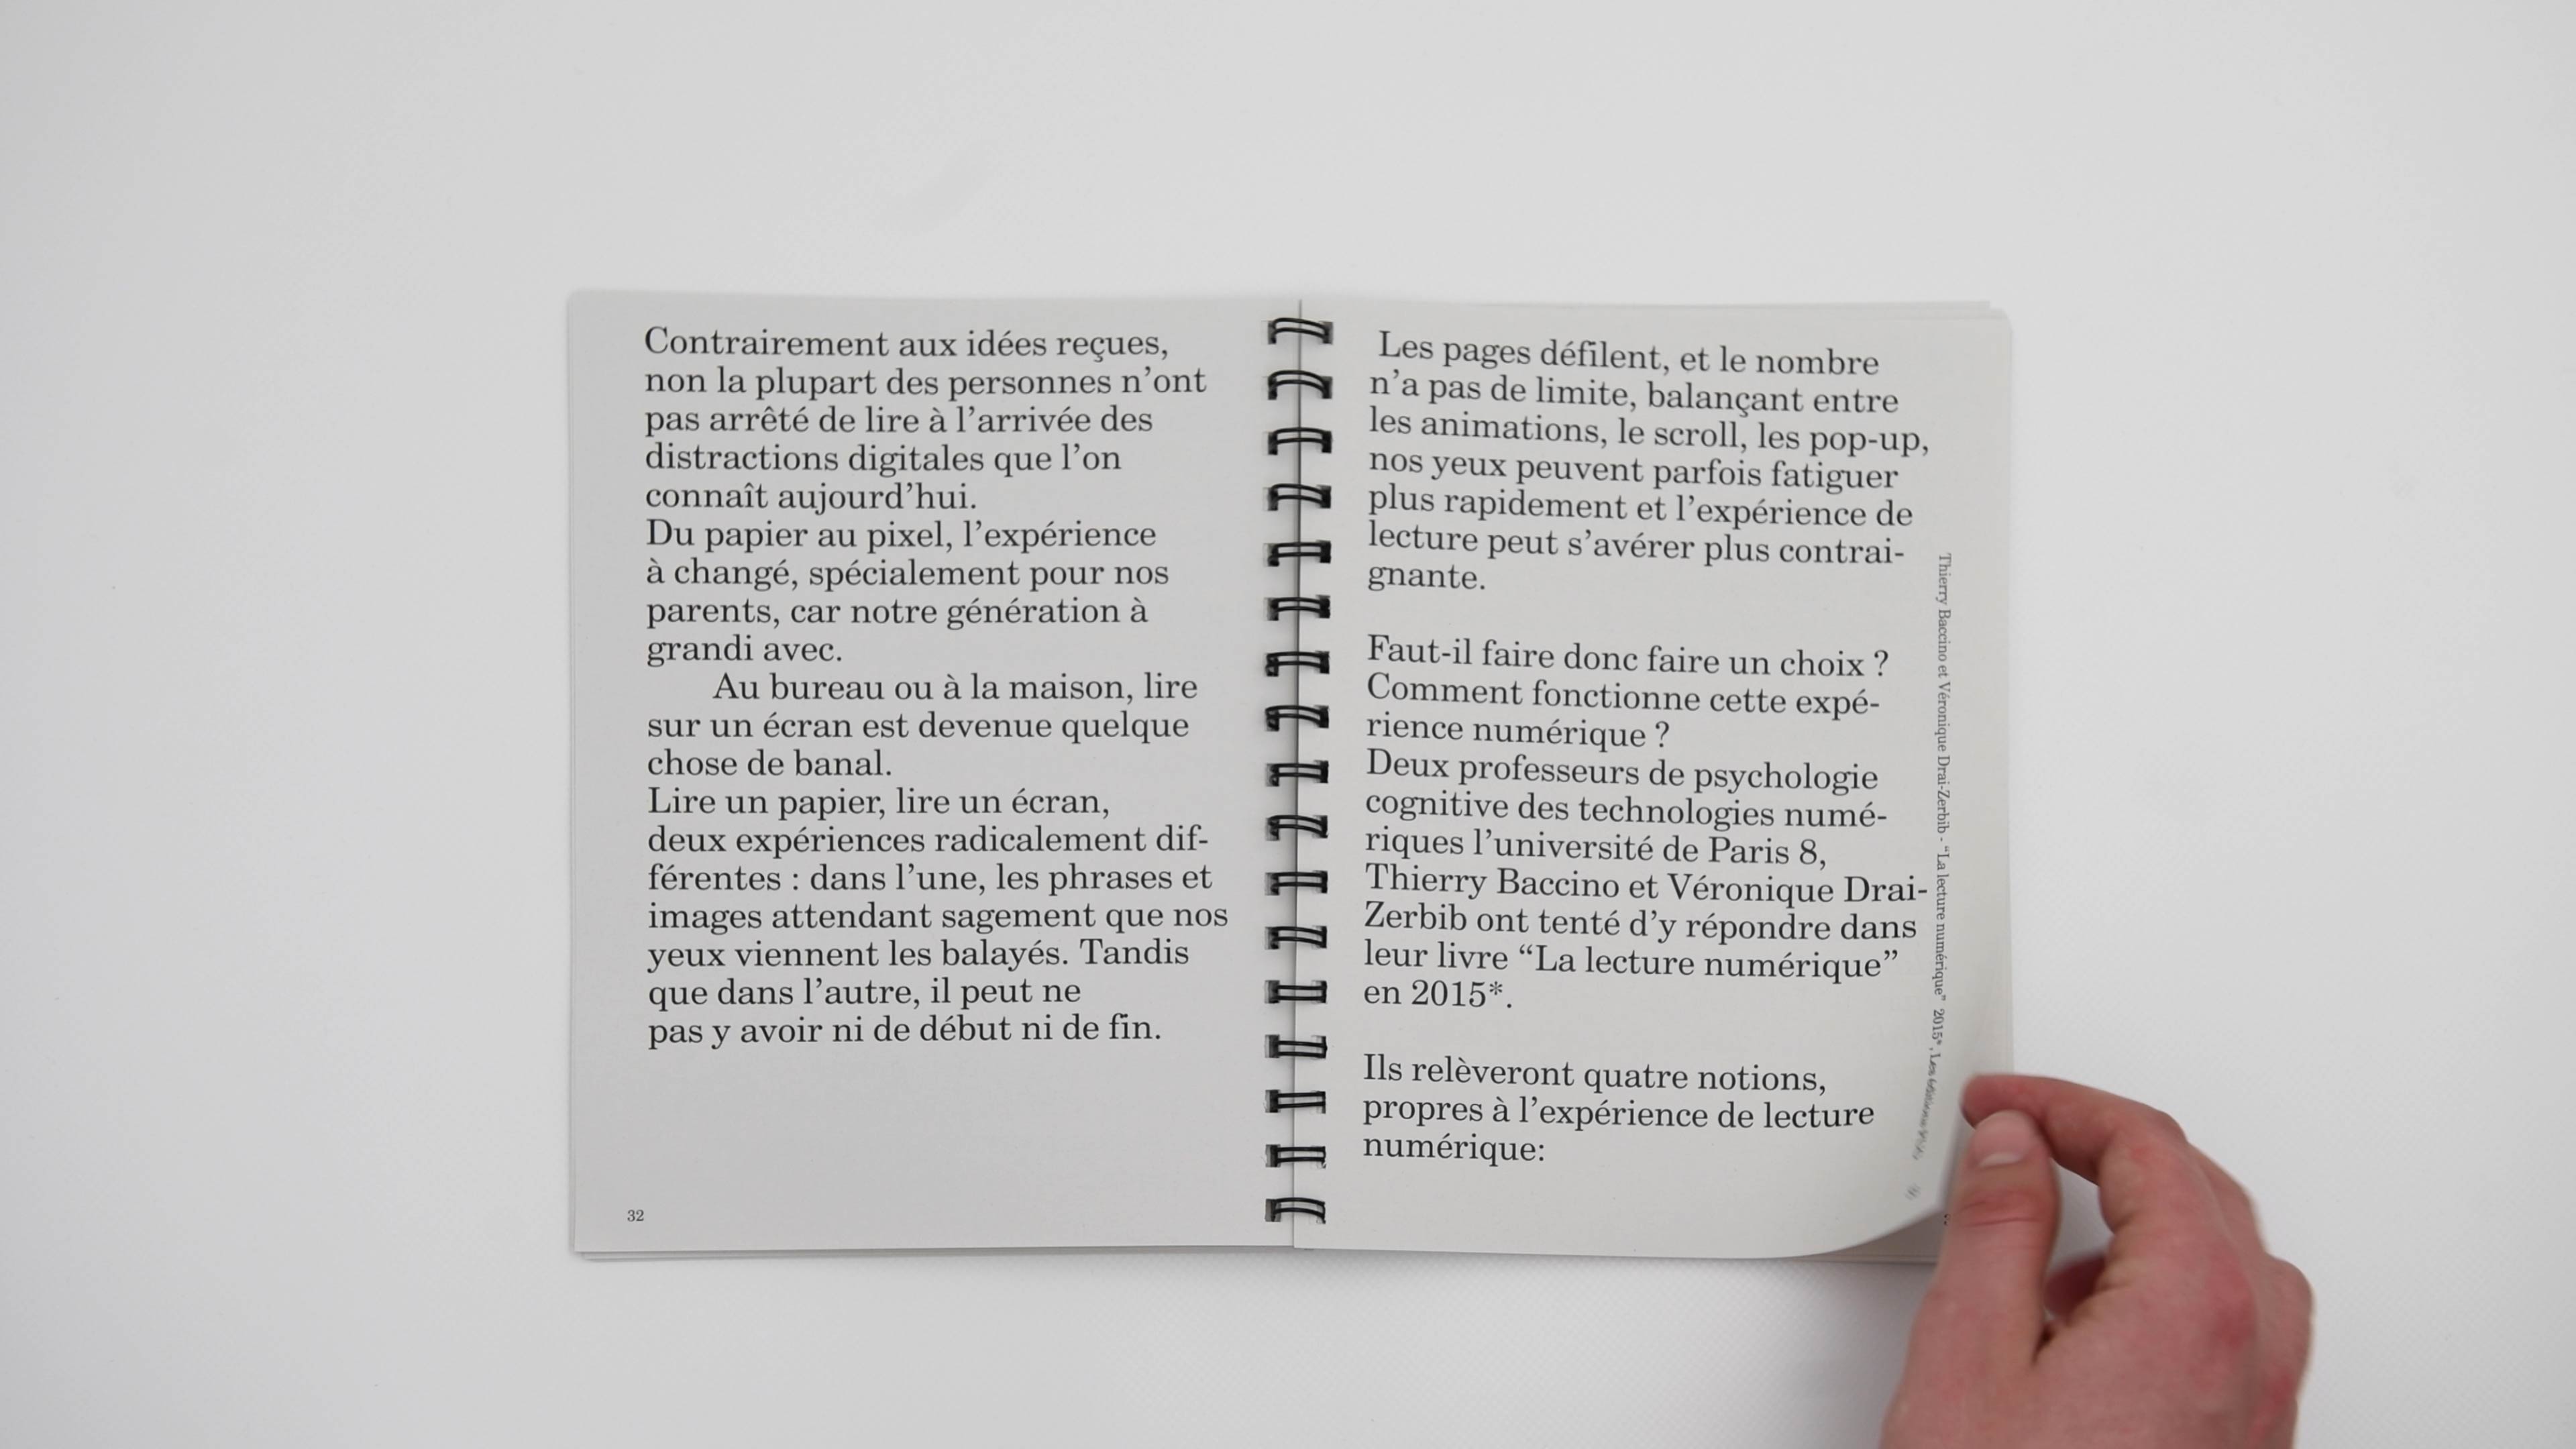 Contrairement aux idées reçues,
non la plupart des personnes n’ont
pas arrêté de lire à l’arrivée des
distractions digitales que l’on
connaît aujourd’hui.
Du papier au pixel, l’expérience
à changé, spécialement pour nos
parents, car notre génération à
grandi avec.
Au bureau ou à la maison, lire
sur un écran est devenue quelque
chose de banal.
Lire un papier, lire un écran,
deux expériences radicalement dif-
férentes : dans l’une, les phrases et
images attendant sagement que nos
yeux viennent les balayés. Tandis
que dans l’autre, il peut ne
pas y avoir ni de début ni de fin.
32
Les pages défilent, et le nombre
n’a pas de limite, balançant entre
les animations, le scroll, les pop-up,
nos yeux peuvent parfois fatiguer
plus rapidement et l’expérience de
lecture peut s’avérer plus contrai-
gnante.
Faut-il faire donc faire un choix ?
Comment fonctionne cette expé-
rience numérique ?
Deux professeurs de psychologie
cognitive des technologies numé-
riques l’université de Paris 8,
Thierry Baccino et Véronique Drai-
Zerbib ont tenté d’y répondre dans
leur livre “La lecture numérique”
en 2015*.
Ils relèveront quatre notions,
propres à l’expérience de lecture
numérique:
Thierry Baccino et Véronique Drai-Zerbib - “La lecture numérique” 2015*, Les